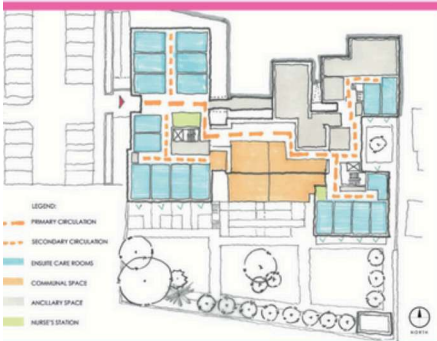 LEGEND:
PRIMARY CIRCULATION
SECONDARY CIRCULATION
ENSUITE CARE ROOMS
COMMUNAL SPACE
ANCILLARY SPACE
NURSE'S STATION
NORTH